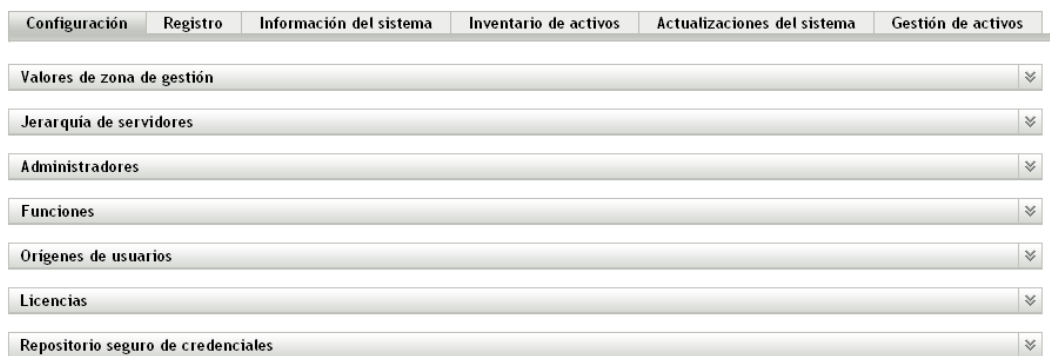 Configuración Registro Información del sistema Inventario de activos Actualizaciones del sistema Gestión de activos
Valores de zona de gestión
Jerarquía de servidores
Administradores
Funciones
Orígenes de usuarios
Licencias
Repositorio seguro de credenciales